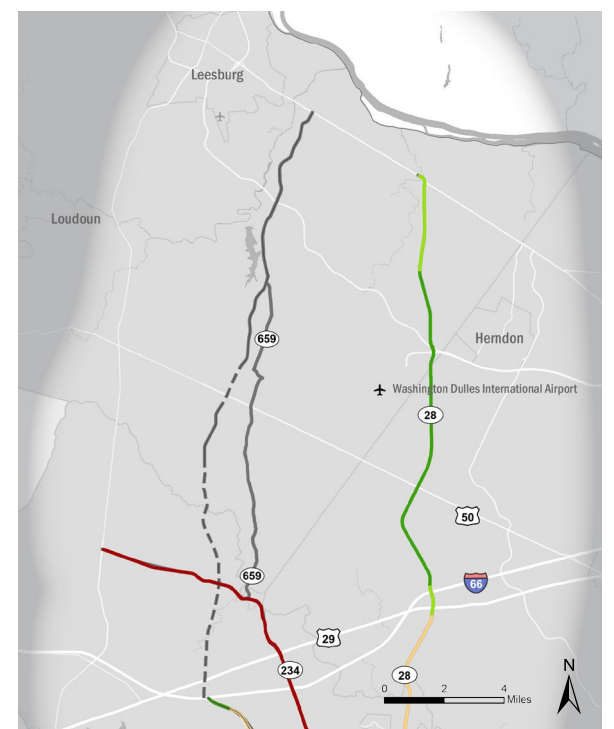 Leesburg
Loudoun
659
Herndon
Washington Dulles International Airport
28
50
659
66
29
234
28
N
0 2 4
Miles